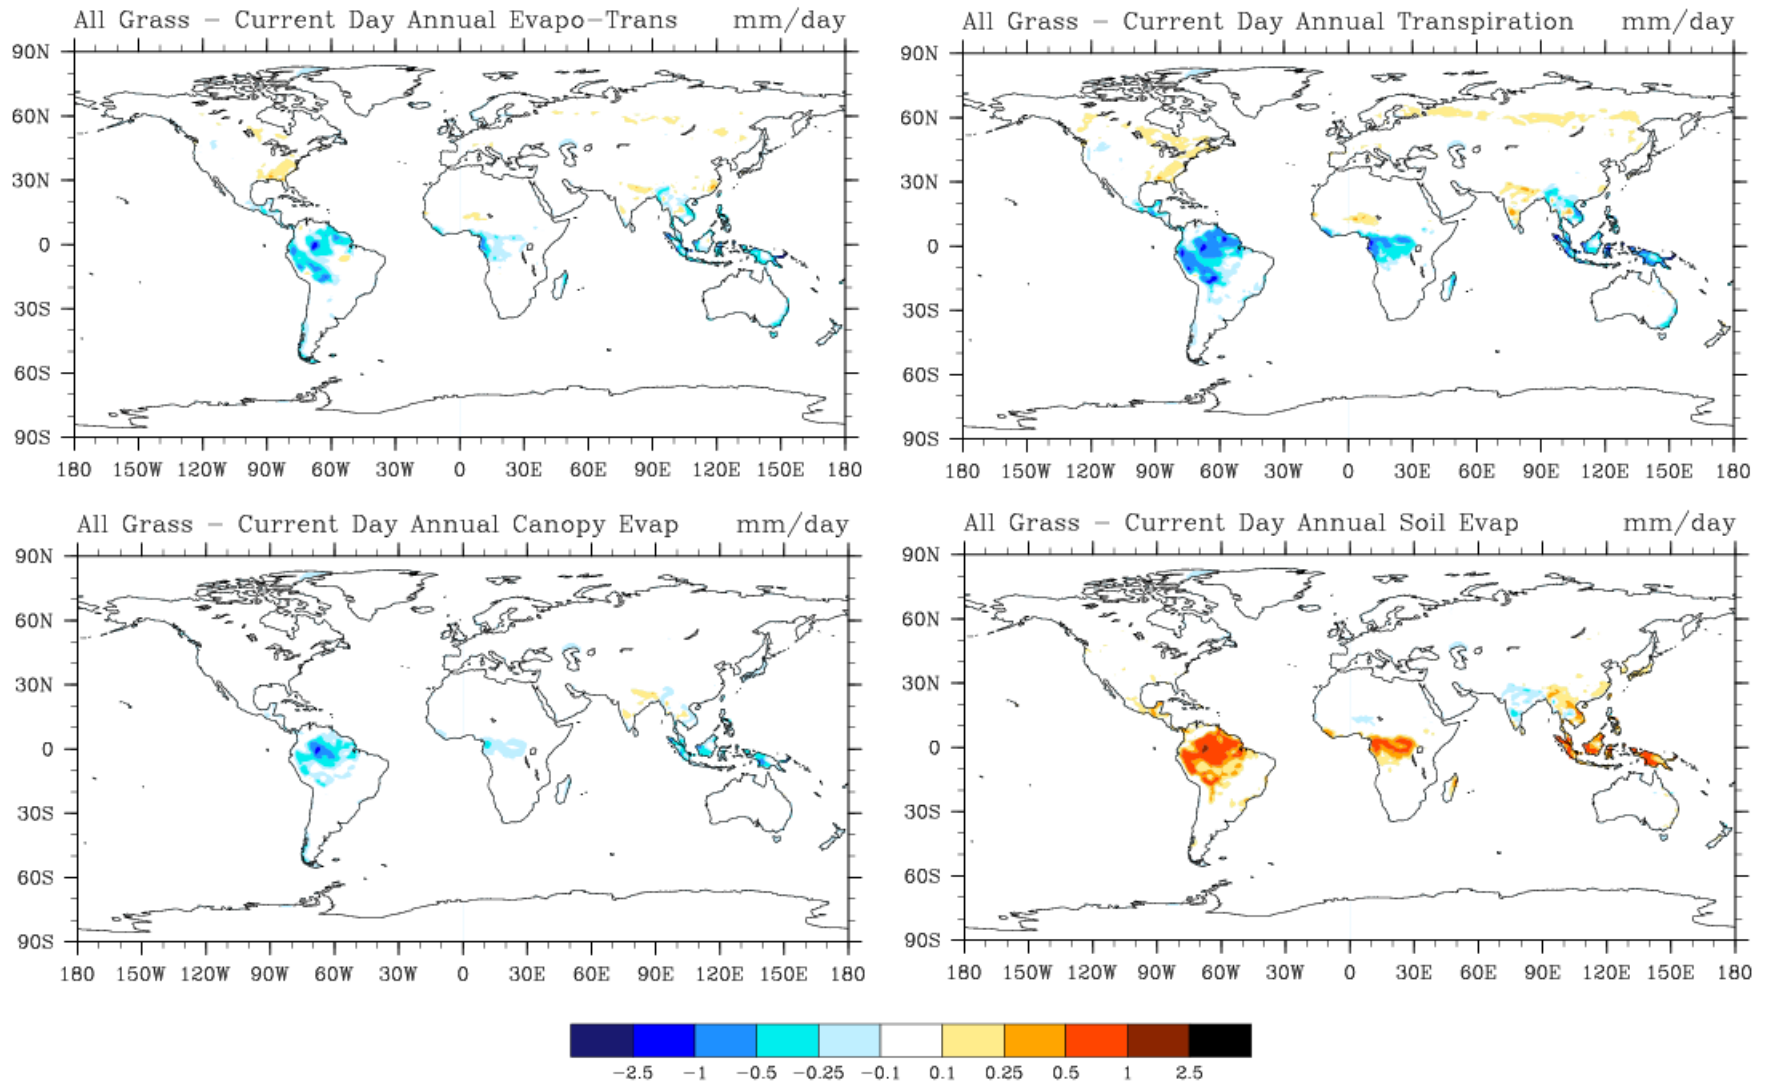 All Grass − Current Day Annual Evapo−Trans mm/day
90N
60N
30N
0
30S
60S
90S
180 150W 120W 90W 60W 30W 0 30E 60E 90E 120E 150E 180
All Grass − Current Day Annual Transpiration mm/day
90N
60N
30N
0
30S
60S
90S
180 150W 120W 90W 60W 30W 0 30E 60E 90E 120E 150E 180
All Grass − Current Day Annual Canopy Evap mm/day
90N
60N
30N
0
30S
60S
90S
180 150W 120W 90W 60W 30W 0 30E 60E 90E 120E 150E 180
All Grass − Current Day Annual Soil Evap mm/day
90N
60N
30N
0
30S
60S
90S
180 150W 120W 90W 60W 30W 0 30E 60E 90E 120E 150E 180
−2.5 −1 −0.5 −0.25 −0.1 0.1 0.25 0.5 1 2.5